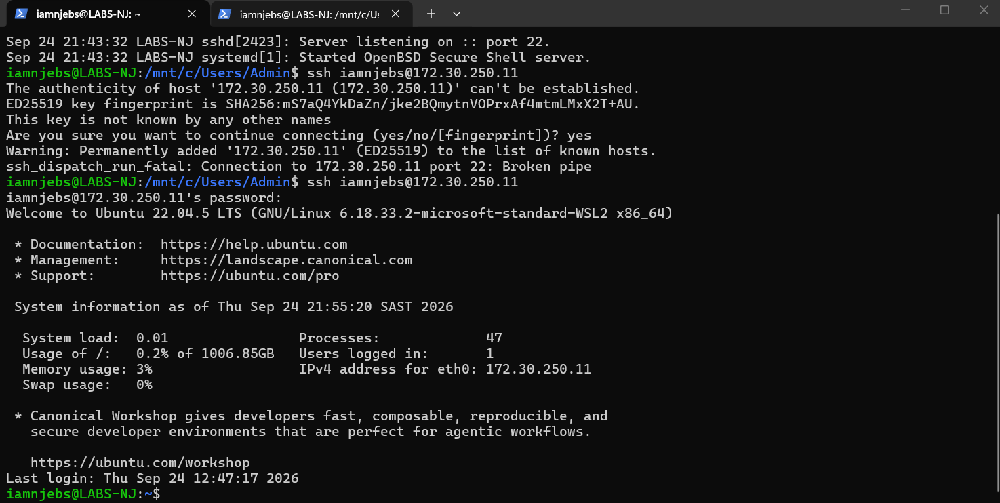 iamnjebs@LABS-NJ: ~
iamnjebs@LABS-NJ: /mnt/c/Us
Sep 24 21:43:32 LABS-NJ sshd[2423]: Server listening on :: port 22.
Sep 24 21:43:32 LABS-NJ systemd[1]: Started OpenBSD Secure Shell server.
iamnjebs@LABS-NJ:/mnt/c/Users/Admin$ ssh iamnjebs@172.30.250.11
The authenticity of host '172.30.250.11 (172.30.250.11)' can't be established.
ED25519 key fingerprint is SHA256:mS7aQ4YkDaZn/jke2BQmytnVOPrxAf4mtmLMxX2T+AU.
This key is not known by any other names
Are you sure you want to continue connecting (yes/no/[fingerprint])? yes
Warning: Permanently added '172.30.250.11' (ED25519) to the list of known hosts.
ssh_dispatch_run_fatal: Connection to 172.30.250.11 port 22: Broken pipe
iamnjebs@LABS-NJ:/mnt/c/Users/Admin$ ssh iamnjebs@172.30.250.11
iamnjebs@172.30.250.11's password:
Welcome to Ubuntu 22.04.5 LTS (GNU/Linux 6.18.33.2-microsoft-standard-WSL2 x86_64)

 * Documentation:  https://help.ubuntu.com
 * Management:     https://landscape.canonical.com
 * Support:        https://ubuntu.com/pro

 System information as of Thu Sep 24 21:55:20 SAST 2026

  System load:  0.01                Processes:             47
  Usage of /:   0.2% of 1006.85GB   Users logged in:       1
  Memory usage: 3%                  IPv4 address for eth0: 172.30.250.11
  Swap usage:   0%

 * Canonical Workshop gives developers fast, composable, reproducible, and
   secure developer environments that are perfect for agentic workflows.

   https://ubuntu.com/workshop
Last login: Thu Sep 24 12:47:17 2026
iamnjebs@LABS-NJ:~$